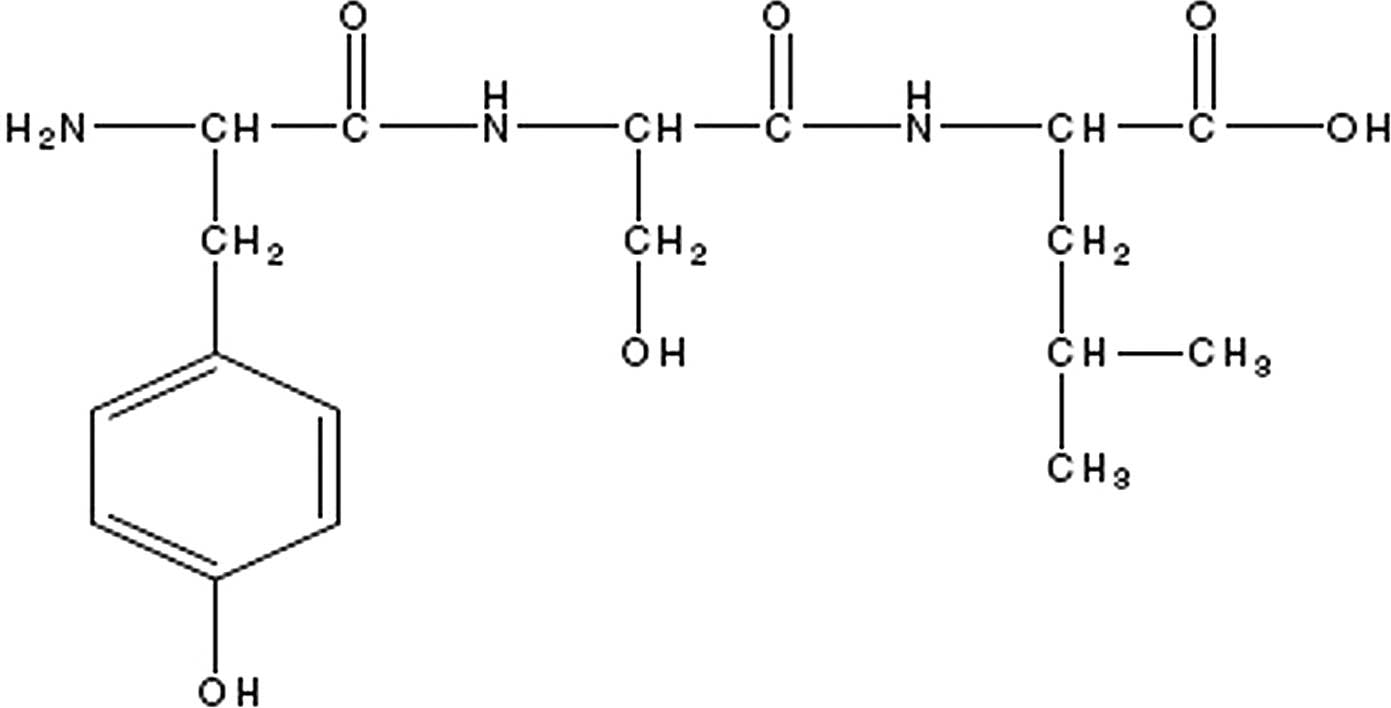 O O O
H H
H₂N CH C N CH C N CH C OH
CH₂ CH₂ CH₂
OH CH CH₃
CH₃
OH